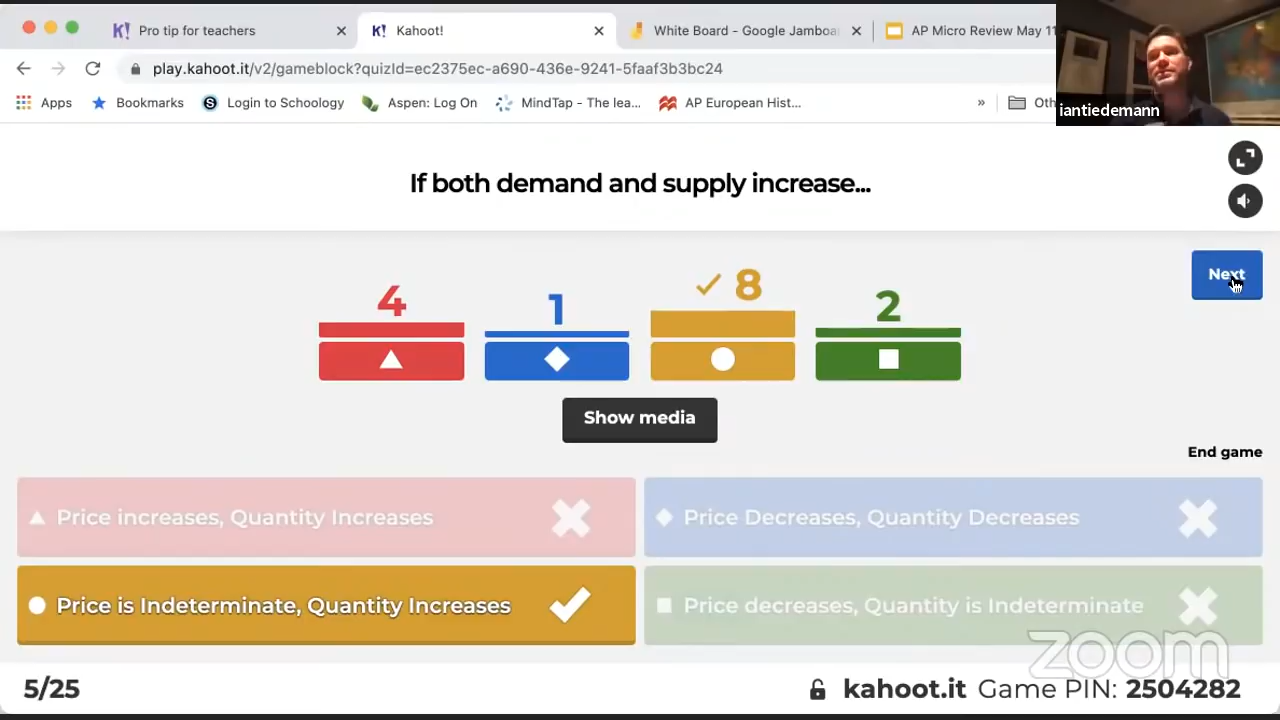 K! Pro tip for teachers
K! Kahoot!
White Board - Google Jamboa
AP Micro Review May 11
play.kahoot.it/v2/gameblock?quizId=ec2375ec-a690-436e-9241-5faaf3b3bc24
Apps
Bookmarks
S Login to Schoology
Aspen: Log On
MindTap - The lea...
AP European Hist...
»
Oth
iantiedemann
If both demand and supply increase...
Next
4
1
8
2
Show media
End game
Price increases, Quantity Increases
Price Decreases, Quantity Decreases
Price is Indeterminate, Quantity Increases
Price decreases, Quantity is Indeterminate
zoom
5/25
kahoot.it Game PIN: 2504282